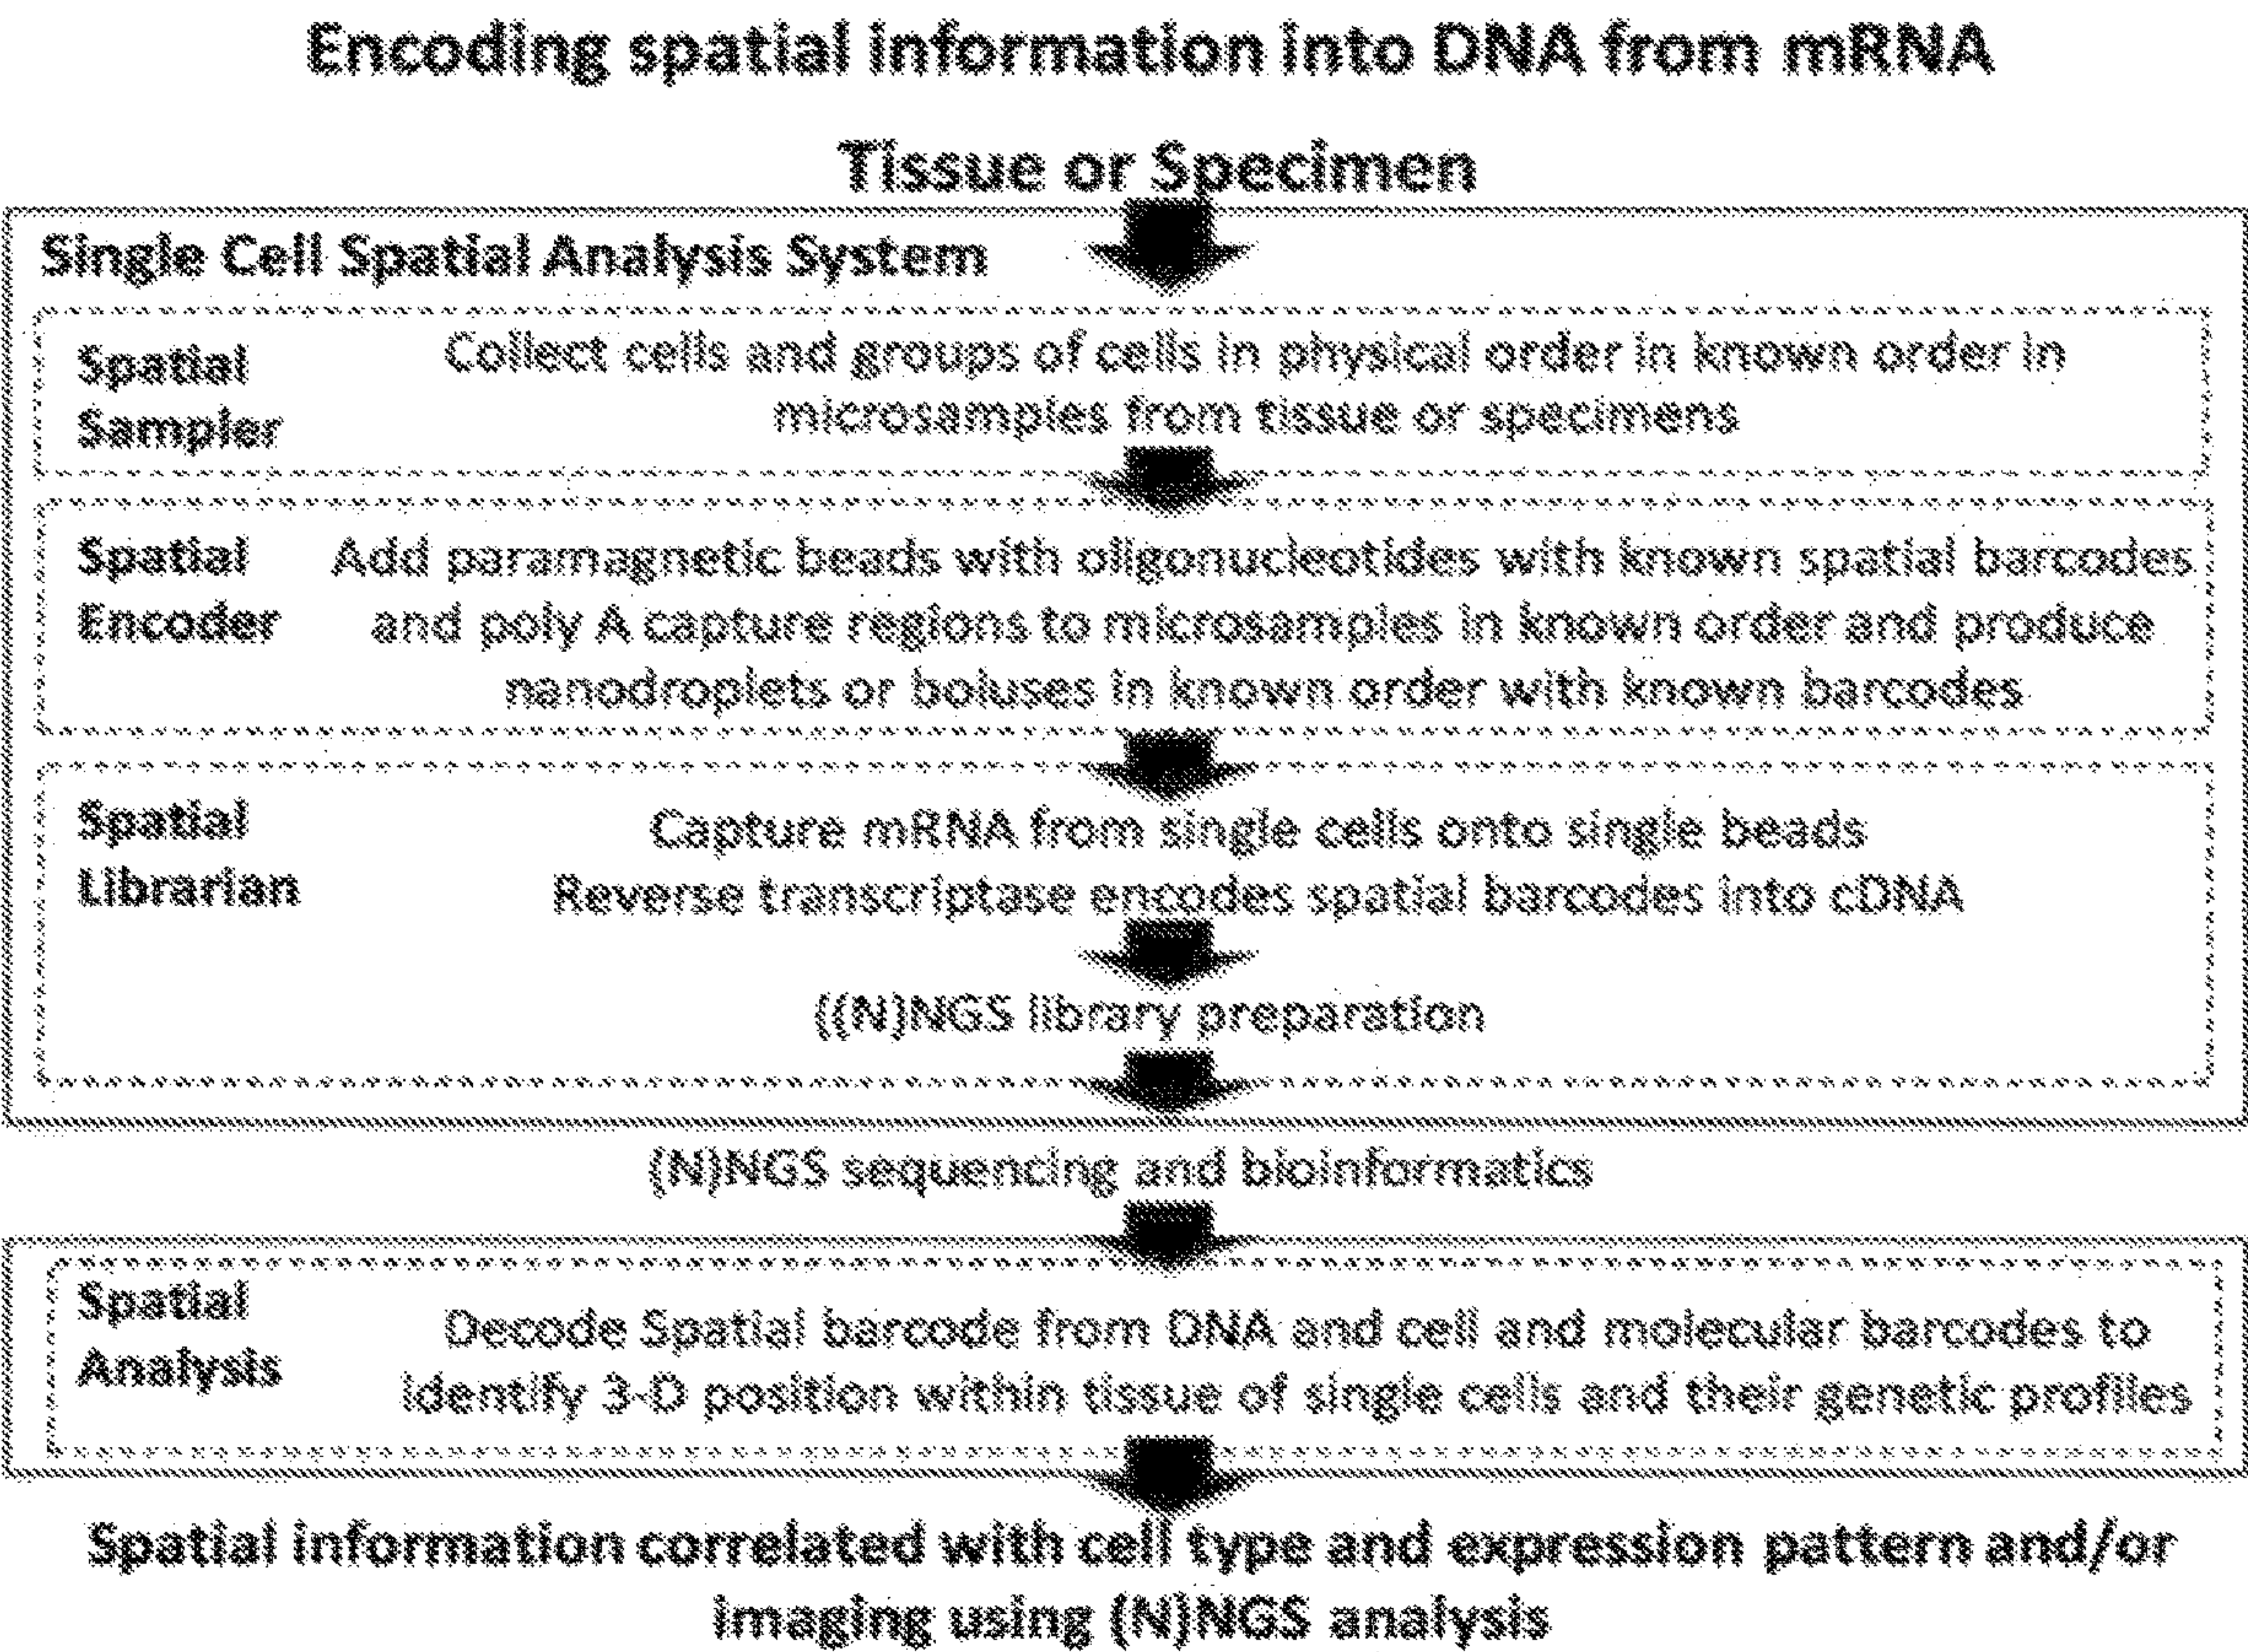 Encoding spatial information into DNA from mRNA
Tissue or Specimen
Single Cell Spatial Analysis System
Spatial
Sampler
Collect cells and groups of cells in physical order in known order in
microsamples from tissue or specimens
Spatial
Encoder
Add paramagnetic beads with oligonucleotides with known spatial barcodes
and poly A capture regions to microsamples in known order and produce
nanodroplets or boluses in known order with known barcodes
Spatial
Librarian
Capture mRNA from single cells onto single beads
Reverse transcriptase encodes spatial barcodes into cDNA
((N)NGS library preparation
(N)NGS sequencing and bioinformatics
Spatial
Analysis
Decode Spatial barcode from DNA and cell and molecular barcodes to
identify 3-D position within tissue of single cells and their genetic profiles
Spatial information correlated with cell type and expression pattern and/or
imaging using (N)NGS analysis